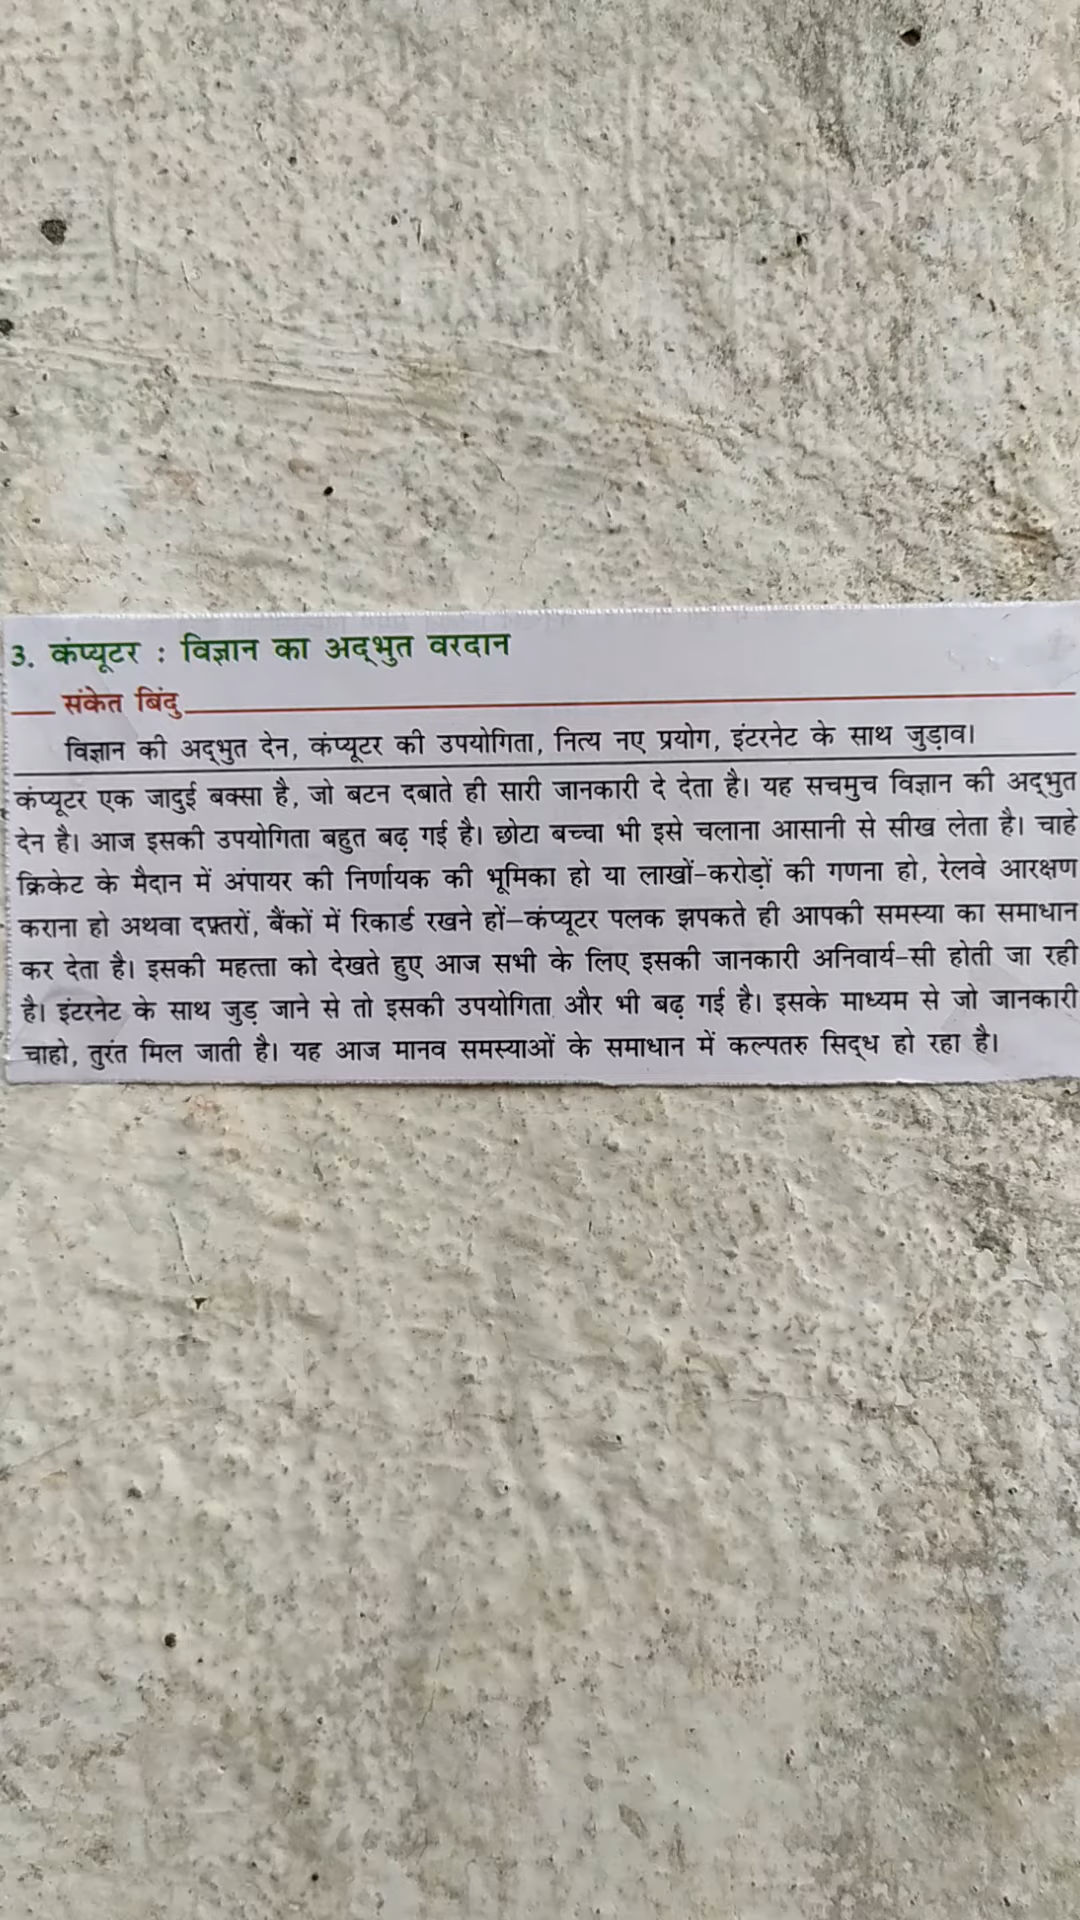 3. कंप्यूटर : विज्ञान का अद्‌भुत वरदान
संकेत बिंदु
विज्ञान की अद्‌भुत देन, कंप्यूटर की उपयोगिता, नित्य नए प्रयोग, इंटरनेट के साथ जुड़ाव।
कंप्यूटर एक जादुई बक्सा है, जो बटन दबाते ही सारी जानकारी दे देता है। यह सचमुच विज्ञान की अद्‌भुत
देन है। आज इसकी उपयोगिता बहुत बढ़ गई है। छोटा बच्चा भी इसे चलाना आसानी से सीख लेता है। चाहे
क्रिकेट के मैदान में अंपायर की निर्णायक की भूमिका हो या लाखों-करोड़ों की गणना हो, रेलवे आरक्षण
कराना हो अथवा दफ़्तरों, बैंकों में रिकार्ड रखने हों–कंप्यूटर पलक झपकते ही आपकी समस्या का समाधान
कर देता है। इसकी महत्ता को देखते हुए आज सभी के लिए इसकी जानकारी अनिवार्य-सी होती जा रही
है। इंटरनेट के साथ जुड़ जाने से तो इसकी उपयोगिता और भी बढ़ गई है। इसके माध्यम से जो जानकारी
चाहो, तुरंत मिल जाती है। यह आज मानव समस्याओं के समाधान में कल्पतरु सिद्‌ध हो रहा है।